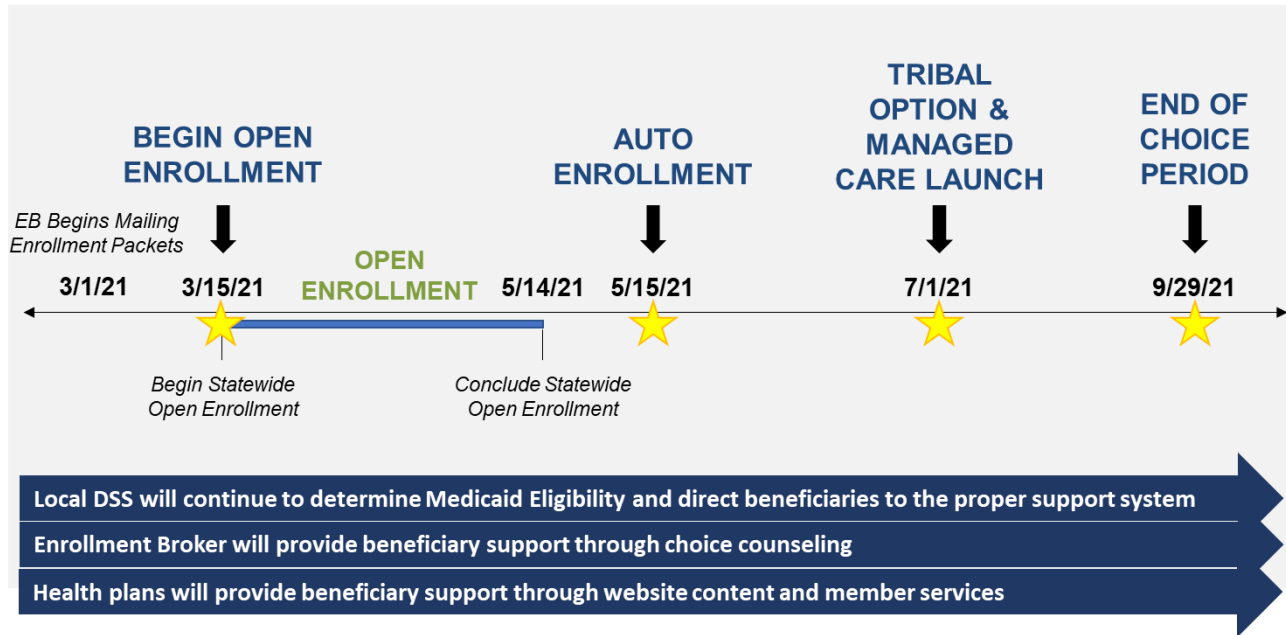 BEGIN OPEN
ENROLLMENT
AUTO
ENROLLMENT
TRIBAL
OPTION &
MANAGED
CARE LAUNCH
END OF
CHOICE
PERIOD
EB Begins Mailing
Enrollment Packets
OPEN
ENROLLMENT
3/1/21
3/15/21
5/14/21
5/15/21
7/1/21
9/29/21
Begin Statewide
Open Enrollment
Conclude Statewide
Open Enrollment
Local DSS will continue to determine Medicaid Eligibility and direct beneficiaries to the proper support system
Enrollment Broker will provide beneficiary support through choice counseling
Health plans will provide beneficiary support through website content and member services